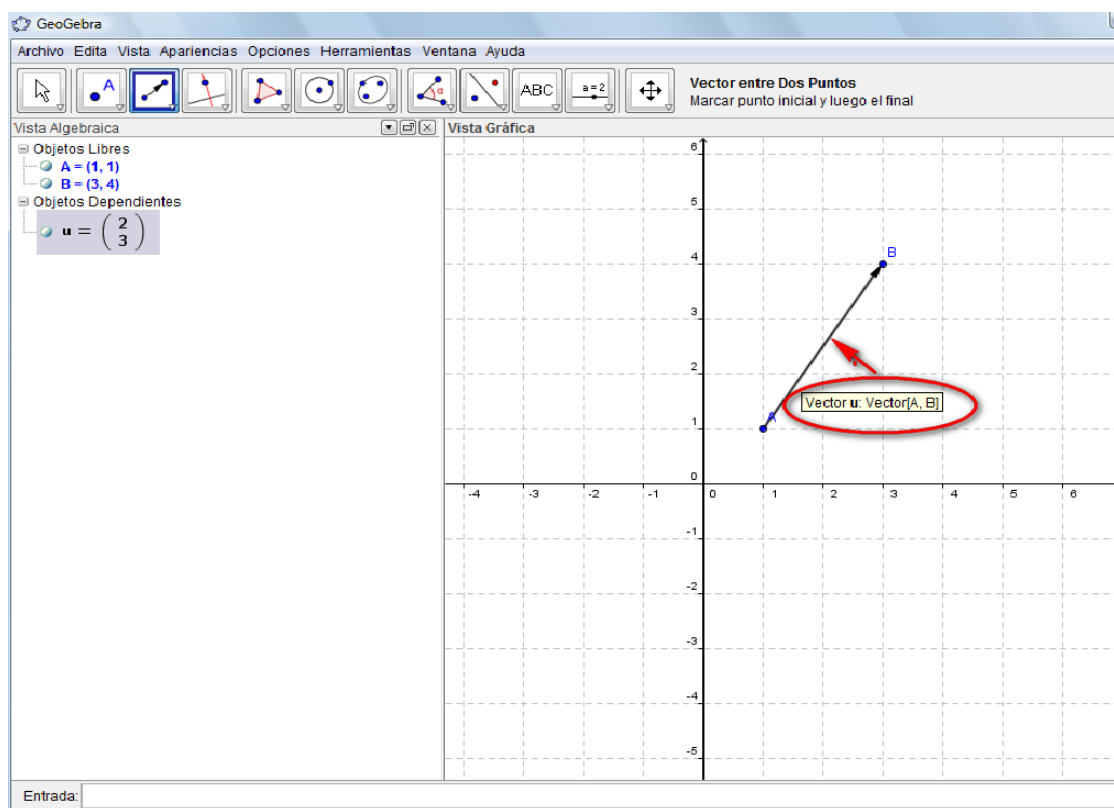 GeoGebra
Archivo Edita Vista Apariencias Opciones Herramientas Ventana Ayuda
A
α
ABC
a = 2
Vector entre Dos Puntos
Marcar punto inicial y luego el final
Vista Algebraica
Objetos Libres
A = (1, 1)
B = (3, 4)
Objetos Dependientes
u = ( 2
3 )
Vista Gráfica
6
5
4
3
2
1
0
-1
-2
-3
-4
-5
-4 -3 -2 -1 0 1 2 3 4 5 6
B
A
Vector u: Vector[A, B]
Entrada: